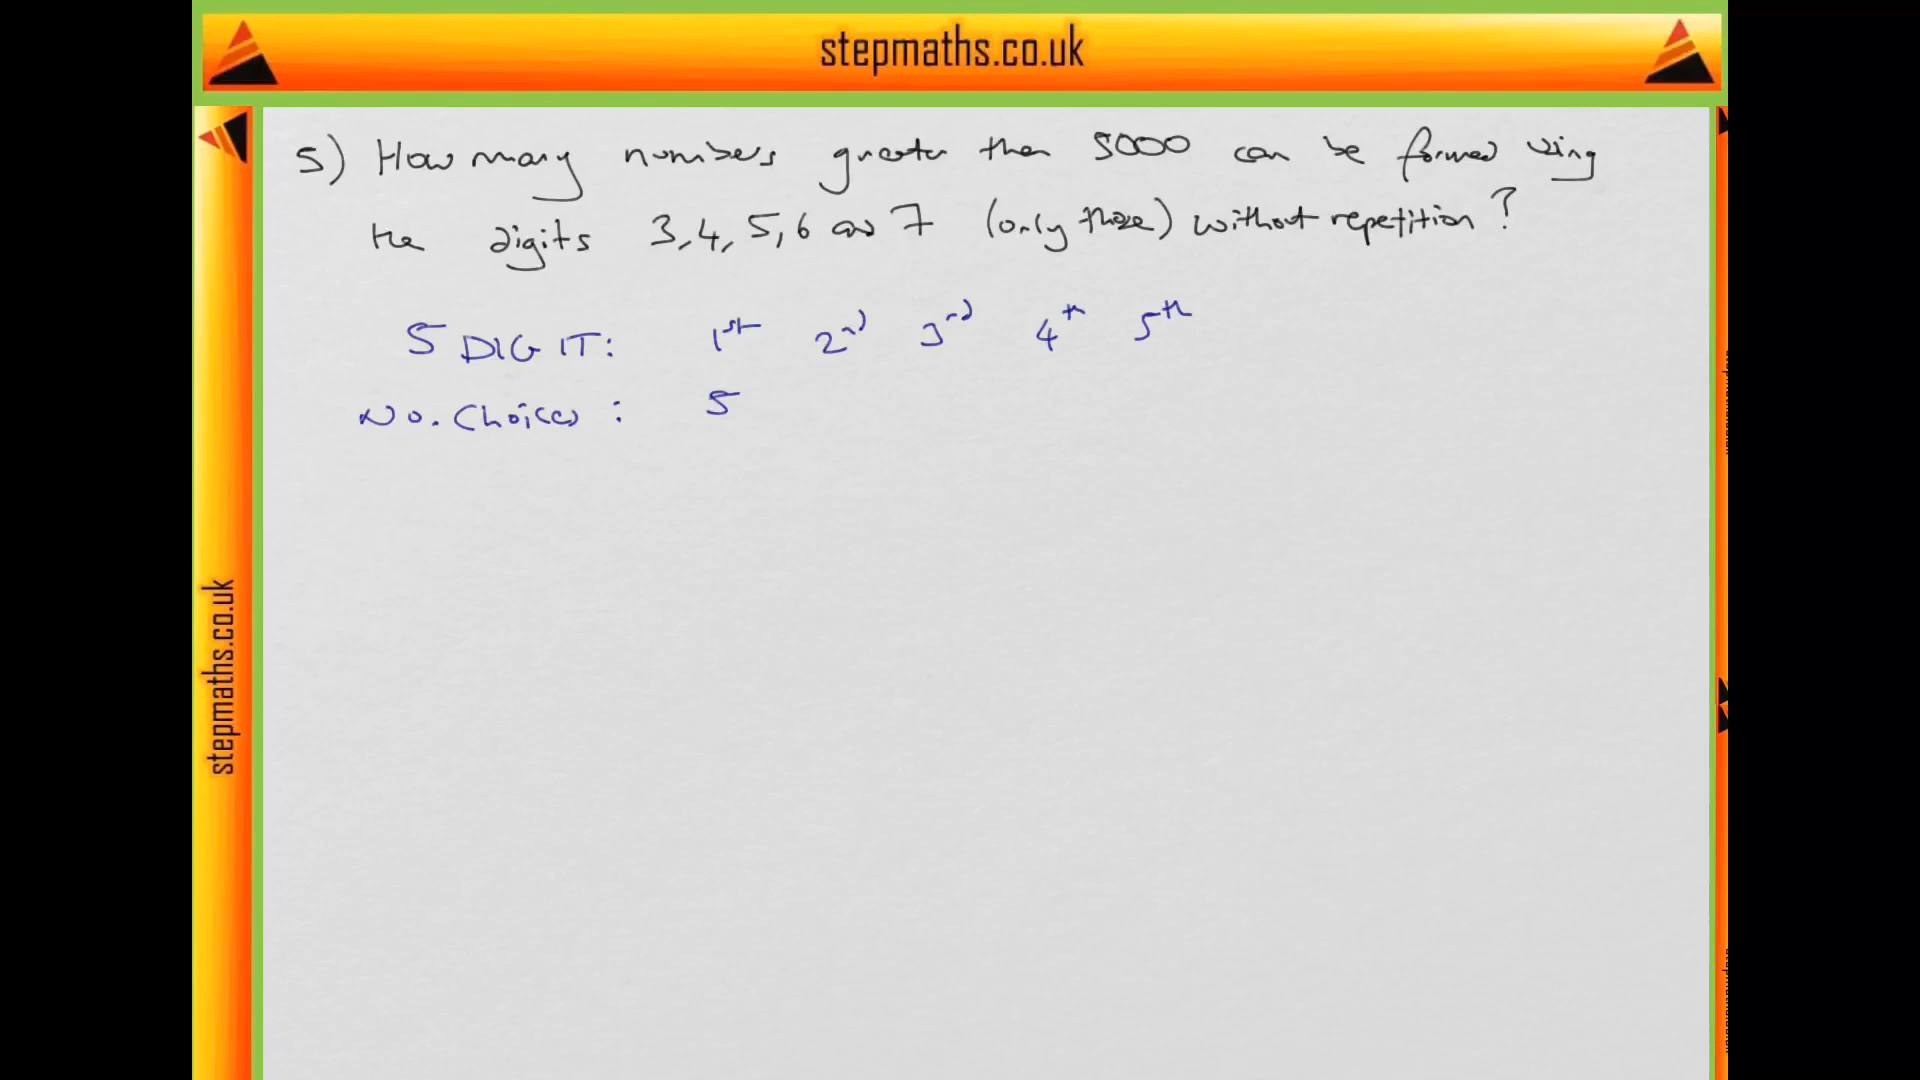 stepmaths.co.uk
5) How many numbers greater than 5000 can be formed using
the digits 3, 4, 5, 6 and 7 (only those) without repetition?
5 DIGIT: 1st 2nd 3rd 4th 5th
No. Choices : 5
stepmaths.co.uk